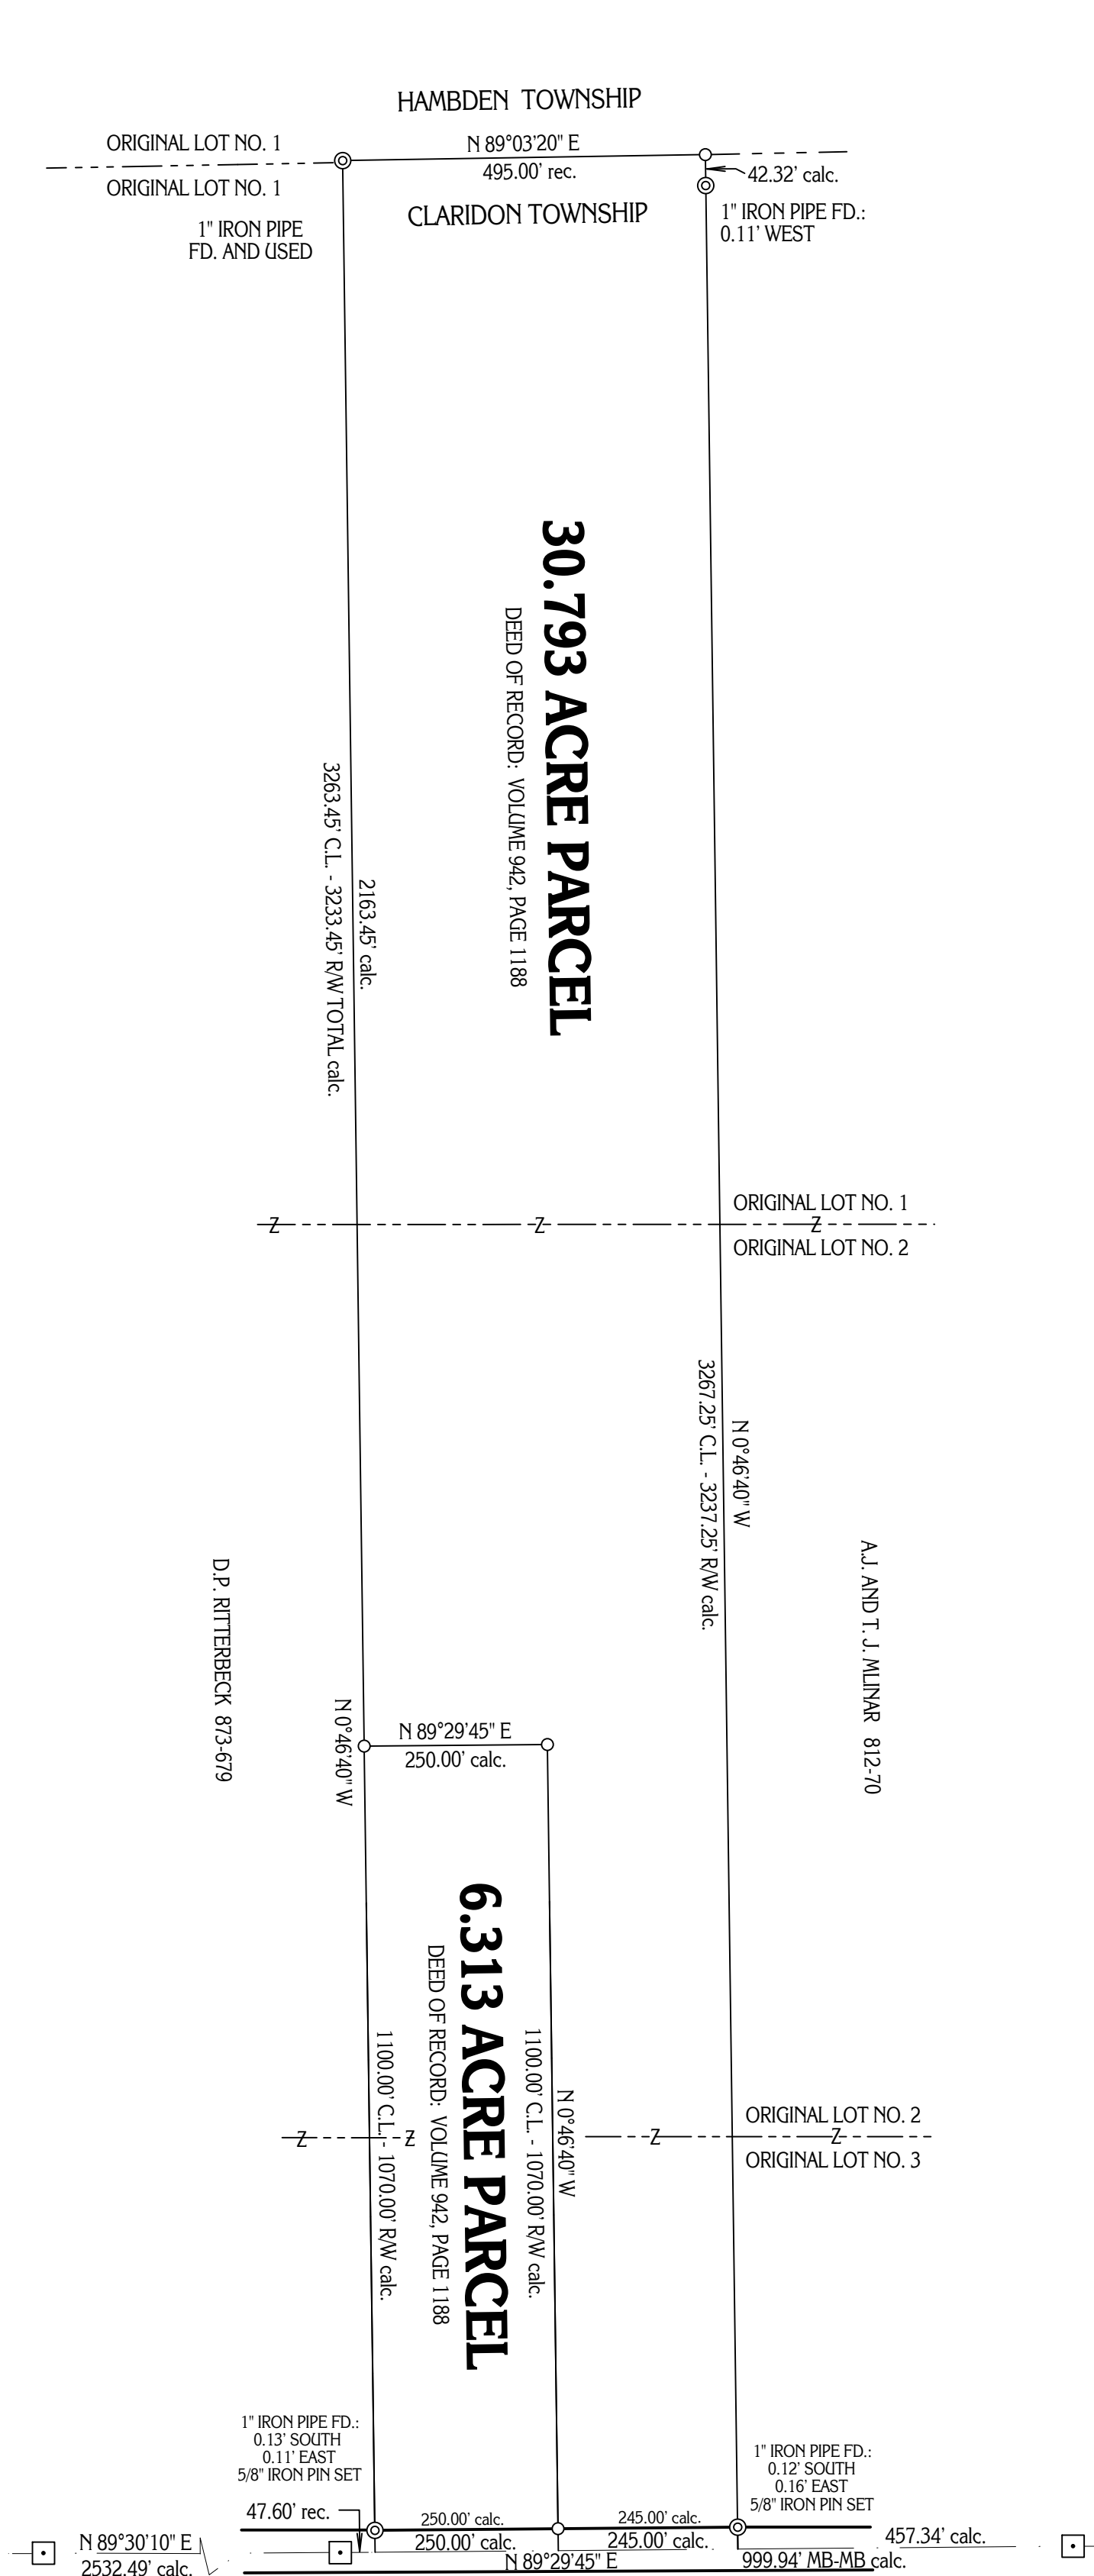 HAMBDEN TOWNSHIP
ORIGINAL LOT NO. 1
N 89°03'20" E
495.00' rec.
42.32' calc.
ORIGINAL LOT NO. 1
CLARIDON TOWNSHIP
1" IRON PIPE
FD. AND USED
1" IRON PIPE FD.:
0.11' WEST
30.793 ACRE PARCEL
DEED OF RECORD: VOLUME 942, PAGE 1188
3263.45' C.L. - 3233.45' R/W TOTAL calc.
2163.45' calc.
ORIGINAL LOT NO. 1
Z
Z
Z
ORIGINAL LOT NO. 2
3267.25' C.L. - 3237.25' R/W calc.
N 0°46'40" W
D.P. RITTERBECK 873-679
A.J. AND T. J. MLINAR 812-70
N 0°46'40" W
N 89°29'45" E
250.00' calc.
6.313 ACRE PARCEL
DEED OF RECORD: VOLUME 942, PAGE 1188
1100.00' C.L. - 1070.00' R/W calc.
1100.00' C.L. - 1070.00' R/W calc.
N 0°46'40" W
ORIGINAL LOT NO. 2
Z
Z
Z
Z
ORIGINAL LOT NO. 3
1" IRON PIPE FD.:
0.13' SOUTH
0.11' EAST
5/8" IRON PIN SET
1" IRON PIPE FD.:
0.12' SOUTH
0.16' EAST
5/8" IRON PIN SET
47.60' rec.
250.00' calc.
245.00' calc.
250.00' calc.
245.00' calc.
457.34' calc.
N 89°30'10" E
2532.49' calc.
N 89°29'45" E
999.94' MB-MB calc.